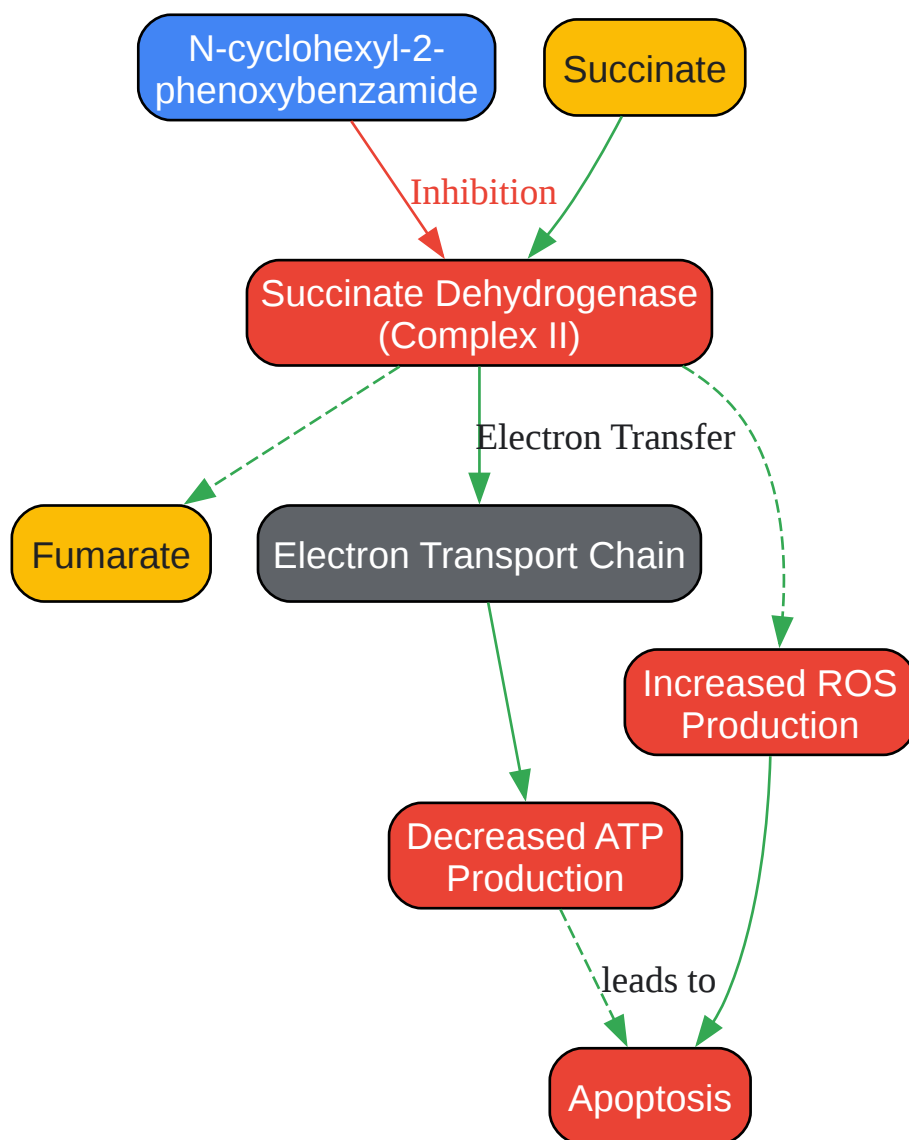 N-cyclohexyl-2-
phenoxybenzamide
Succinate
Inhibition
Succinate Dehydrogenase
(Complex II)
Electron Transfer
Fumarate
Electron Transport Chain
Increased ROS
Production
Decreased ATP
Production
leads to
Apoptosis